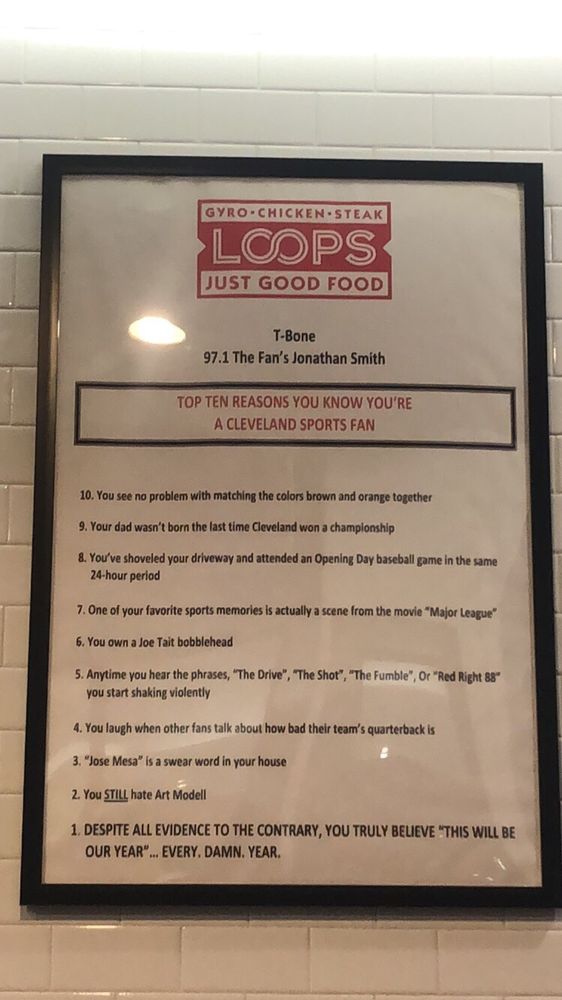 GYRO•CHICKEN•STEAK
LOOPS
JUST GOOD FOOD
T-Bone
97.1 The Fan's Jonathan Smith
TOP TEN REASONS YOU KNOW YOU'RE
A CLEVELAND SPORTS FAN
10. You see no problem with matching the colors brown and orange together
9. Your dad wasn't born the last time Cleveland won a championship
8. You've shoveled your driveway and attended an Opening Day baseball game in the same
24-hour period
7. One of your favorite sports memories is actually a scene from the movie "Major League"
6. You own a Joe Tait bobblehead
5. Anytime you hear the phrases, "The Drive", "The Shot", "The Fumble", Or "Red Right 88"
you start shaking violently
4. You laugh when other fans talk about how bad their team's quarterback is
3. "Jose Mesa" is a swear word in your house
2. You STILL hate Art Modell
1. DESPITE ALL EVIDENCE TO THE CONTRARY, YOU TRULY BELIEVE "THIS WILL BE
OUR YEAR"... EVERY. DAMN. YEAR.